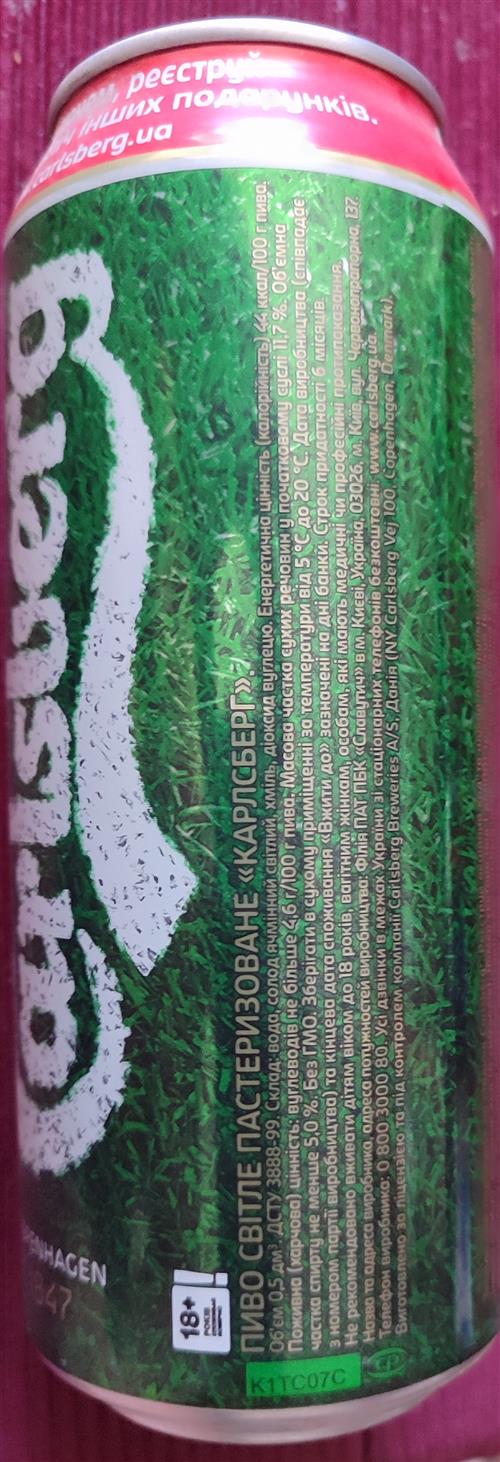 реєструй
інших подарунків.
carlsberg.ua
Carlsberg
COPENHAGEN
1847
18+
ПИВО СВІТЛЕ ПАСТЕРИЗОВАНЕ «КАРЛСБЕРГ».
Об'єм 0,5 дм³. ДСТУ 3888-99. Склад: вода, солод ячмінний світлий, хміль, діоксид вуглецю. Енергетична цінність (калорійність) 44 ккал/100 г пива.
Поживна (харчова) цінність: вуглеводів не більше 4,6 г/100 г пива. Масова частка сухих речовин у початковому суслі 11,7 %. Об'ємна
частка спирту не менше 5,0 %. Без ГМО. Зберігати в сухому приміщенні за температури від 5 °С до 20 °С. Дата виробництва (співпадає
з номером партії виробництва) та кінцева дата споживання «Вжити до» зазначені на дні банки. Строк придатності 6 місяців.
Не рекомендовано вживати дітям віком до 18 років, вагітним жінкам, особам, які мають медичні чи професійні протипоказання.
Назва та адреса виробника, адреса потужностей виробництва: Філія ПАТ ПБК «Славутич» в м. Києві, Україна, 03026, м. Київ, вул. Червонопрапорна, 137.
Телефон виробника: 0 800 3000 80. Усі дзвінки в межах України зі стаціонарних телефонів безкоштовні. www.carlsberg.ua.
Виготовлено за ліцензією та під контролем компанії Carlsberg Breweries A/S, Данія (NY Carlsberg Vej 100, Copenhagen, Denmark).
K1TC07C